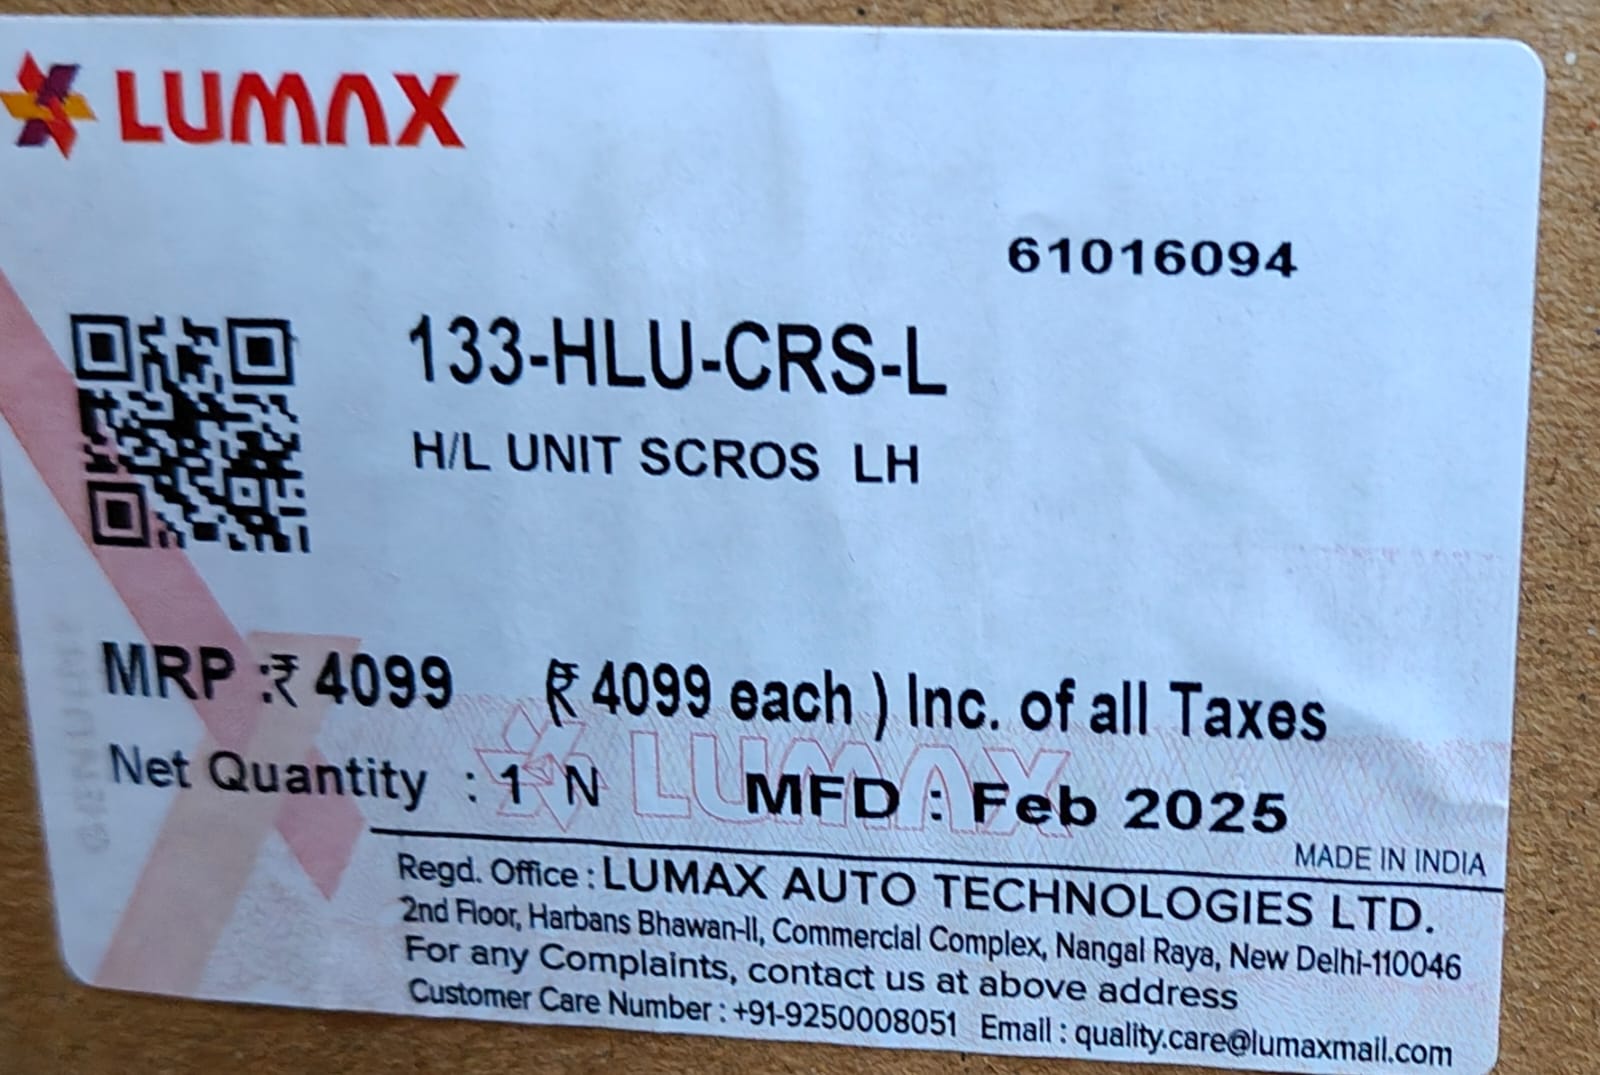 LUMAX
61016094
133-HLU-CRS-L
H/L UNIT SCROS LH
MRP :₹ 4099 (₹ 4099 each ) Inc. of all Taxes
Net Quantity : 1 N MFD : Feb 2025
LUMAX
MADE IN INDIA
Regd. Office : LUMAX AUTO TECHNOLOGIES LTD.
2nd Floor, Harbans Bhawan-II, Commercial Complex, Nangal Raya, New Delhi-110046
For any Complaints, contact us at above address
Customer Care Number : +91-9250008051 Email : quality.care@lumaxmail.com